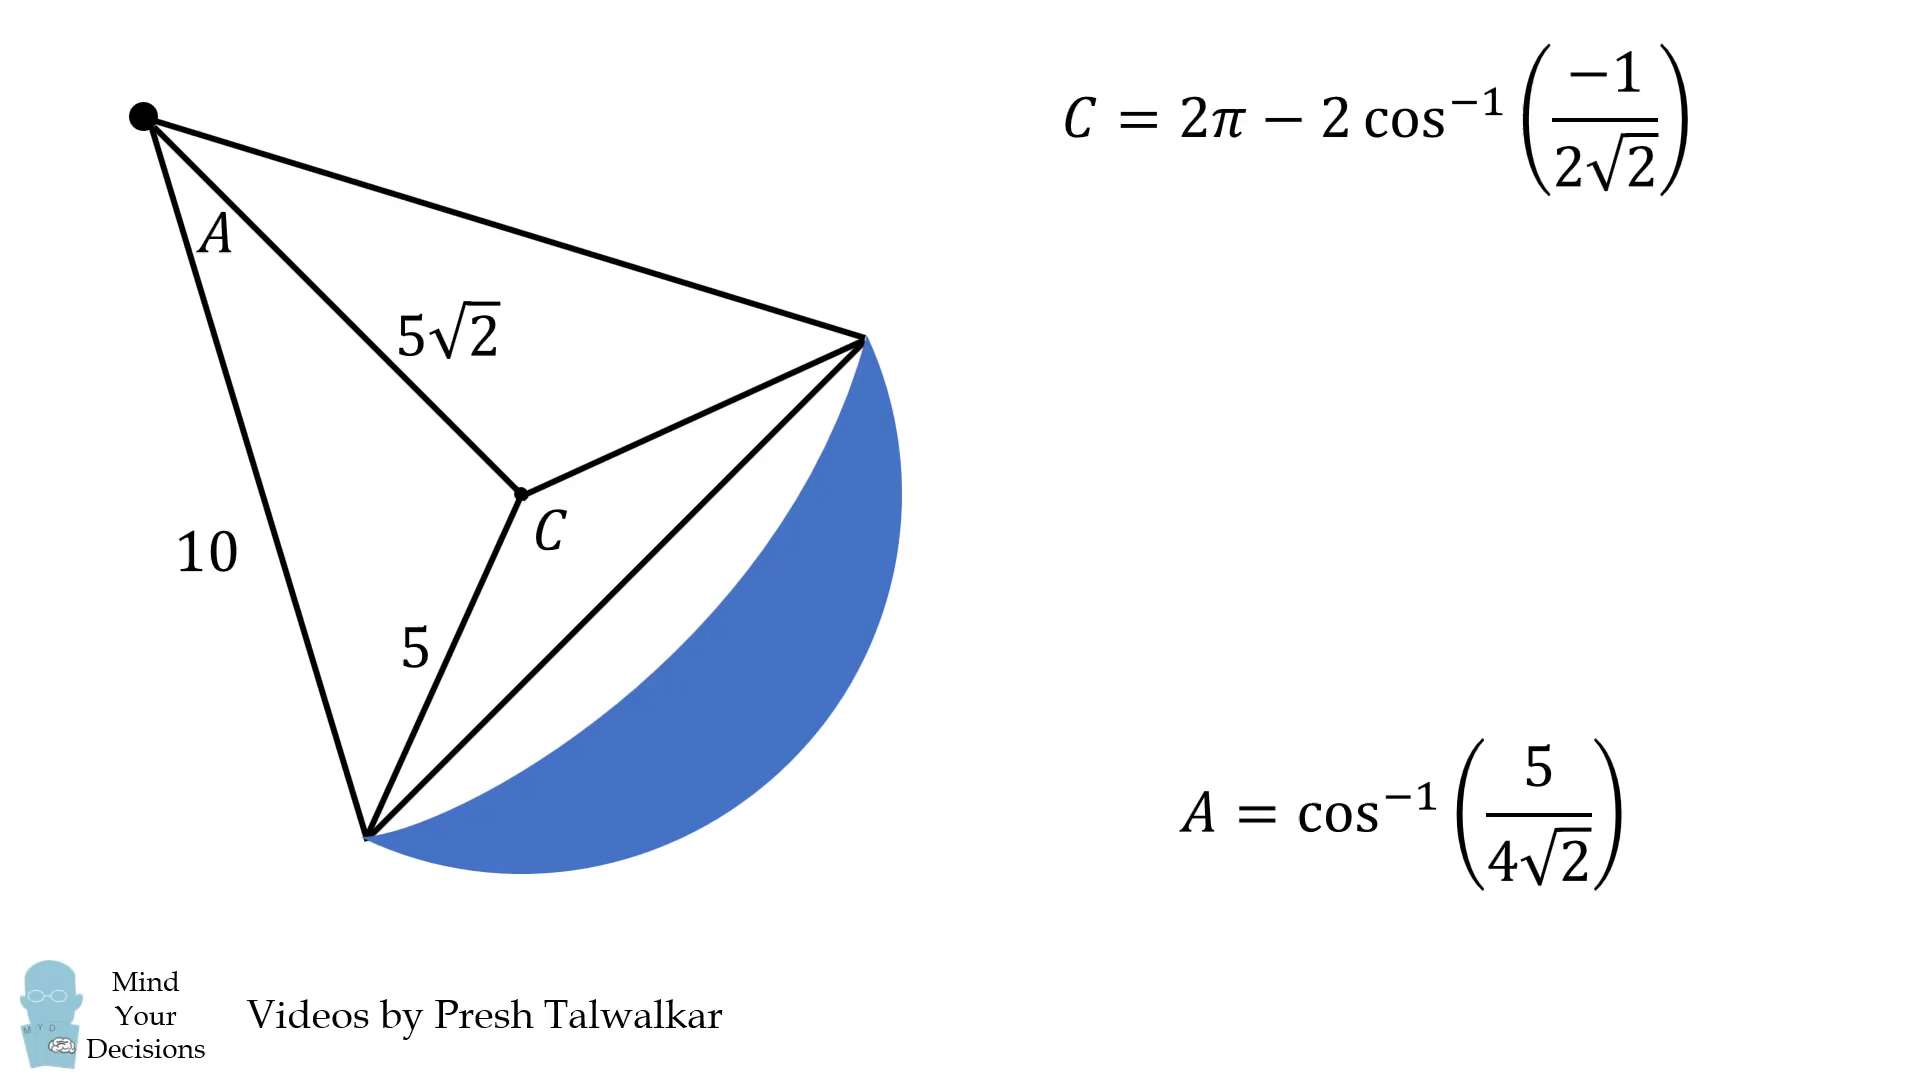 C = 2π − 2 cos⁻¹(−1/(2√2))
A
5√2
C
10
5
A = cos⁻¹(5/(4√2))
M Y D
Mind
Your
Decisions
Videos by Presh Talwalkar